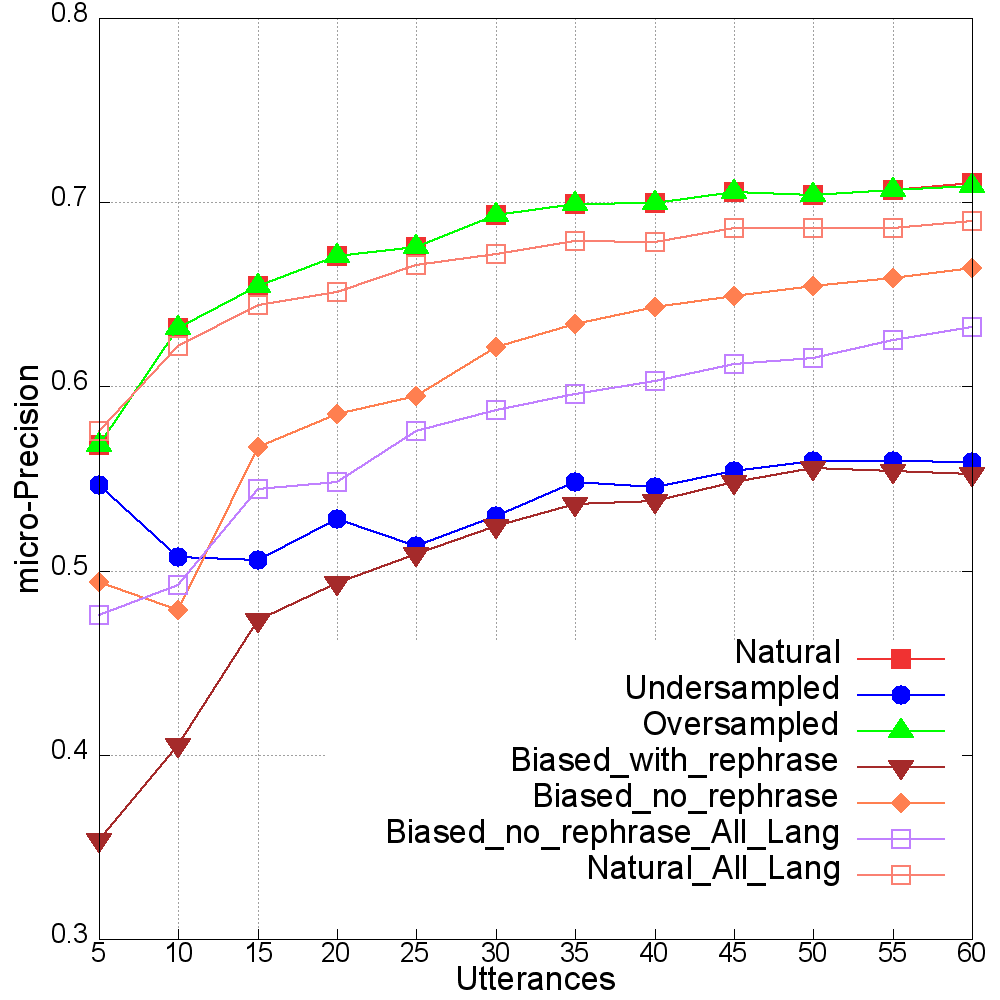 0.8
0.7
0.6
0.5
0.4
0.3
micro-Precision
Natural
Undersampled
Oversampled
Biased_with_rephrase
Biased_no_rephrase
Biased_no_rephrase_All_Lang
Natural_All_Lang
5 10 15 20 25 30 35 40 45 50 55 60
Utterances